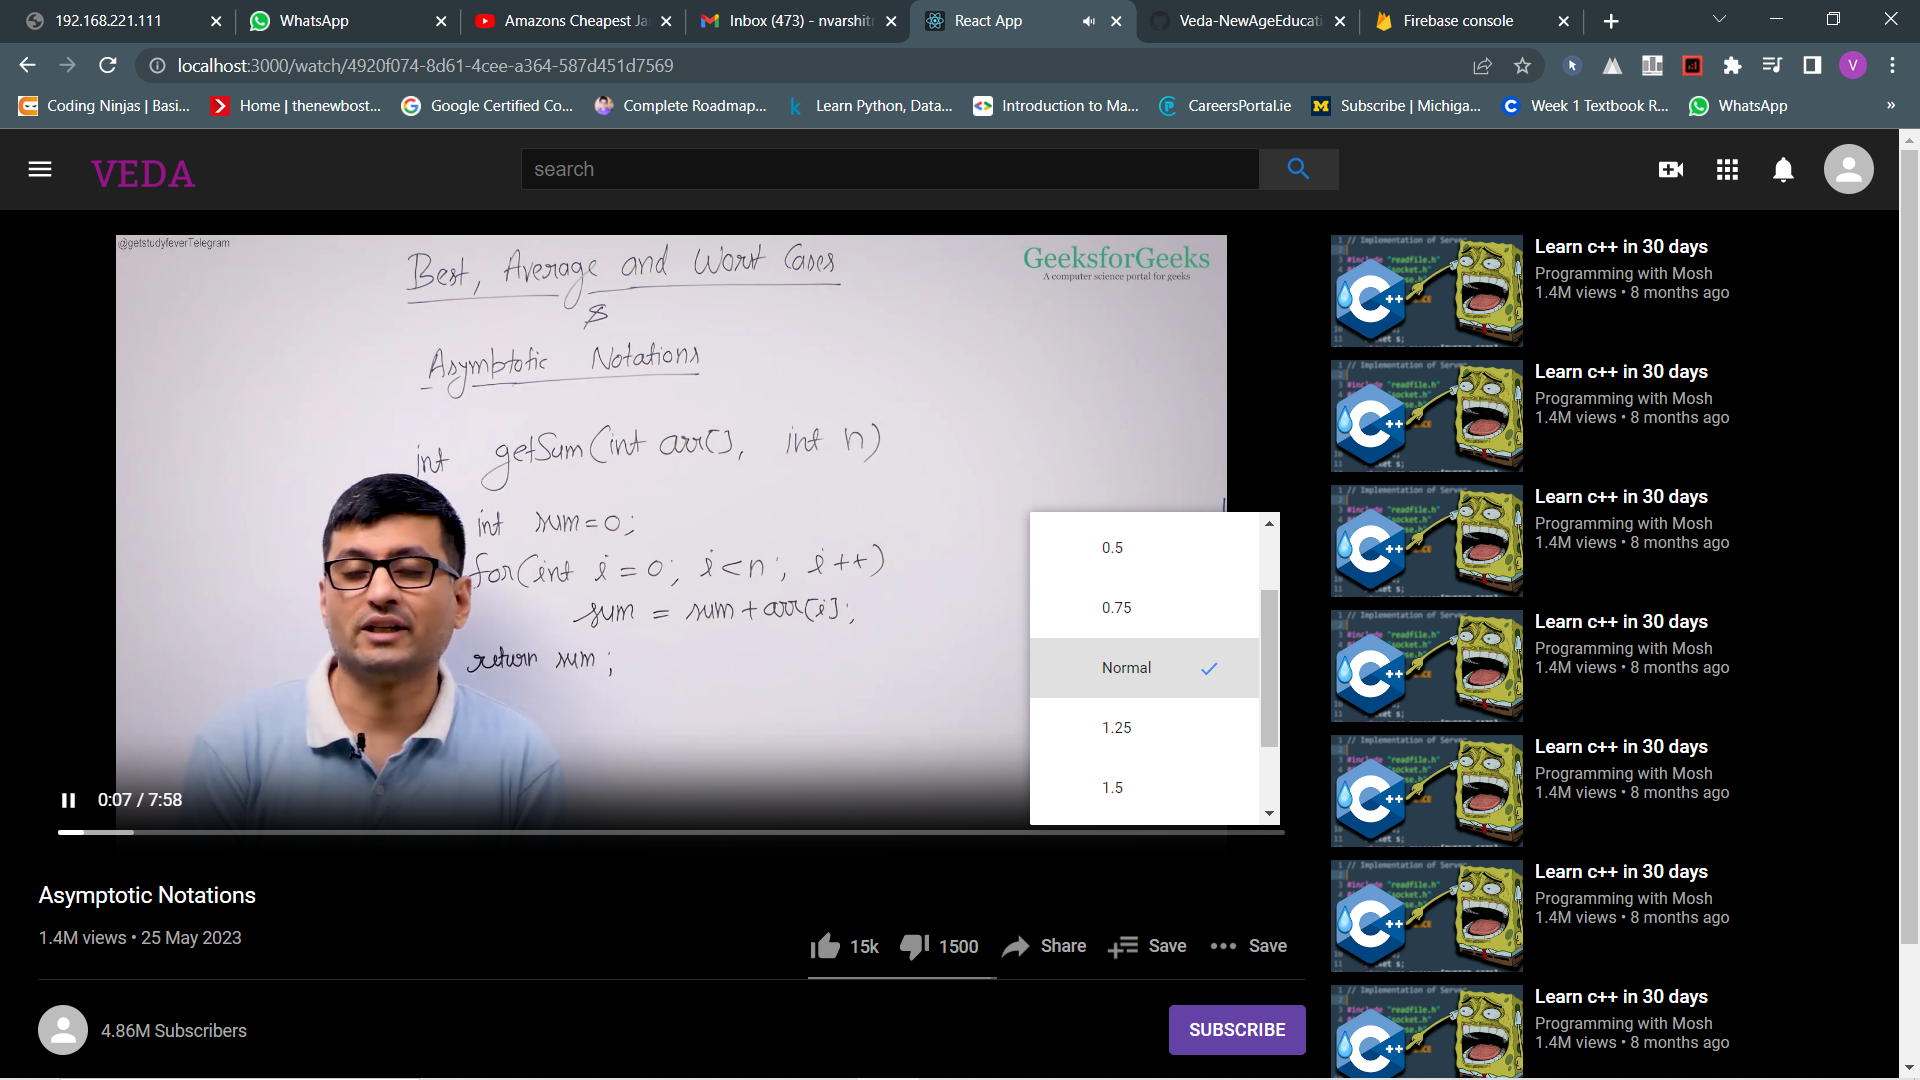 192.168.221.111
WhatsApp
Amazons Cheapest Ja
Inbox (473) - nvarshitr
React App
Veda-NewAgeEducati
Firebase console
localhost:3000/watch/4920f074-8d61-4cee-a364-587d451d7569
V
Coding Ninjas | Basi...
Home | thenewbost...
Google Certified Co...
Complete Roadmap...
Learn Python, Data...
Introduction to Ma...
CareersPortal.ie
Subscribe | Michiga...
Week 1 Textbook R...
WhatsApp
»
VEDA
search
@getstudyfeverTelegram
GeeksforGeeks
A computer science portal for geeks
Best, Average and Worst Cases
&
Asymptotic Notations
int getSum(int arr[], int n)
int sum=0;
for(int i = 0; i<n; i++)
sum = sum + arr[i];
return sum;
0.5
0.75
Normal
1.25
1.5
0:07 / 7:58
Asymptotic Notations
1.4M views • 25 May 2023
15k
1500
Share
Save
Save
4.86M Subscribers
SUBSCRIBE
Learn c++ in 30 days
Programming with Mosh
1.4M views • 8 months ago
Learn c++ in 30 days
Programming with Mosh
1.4M views • 8 months ago
Learn c++ in 30 days
Programming with Mosh
1.4M views • 8 months ago
Learn c++ in 30 days
Programming with Mosh
1.4M views • 8 months ago
Learn c++ in 30 days
Programming with Mosh
1.4M views • 8 months ago
Learn c++ in 30 days
Programming with Mosh
1.4M views • 8 months ago
Learn c++ in 30 days
Programming with Mosh
1.4M views • 8 months ago